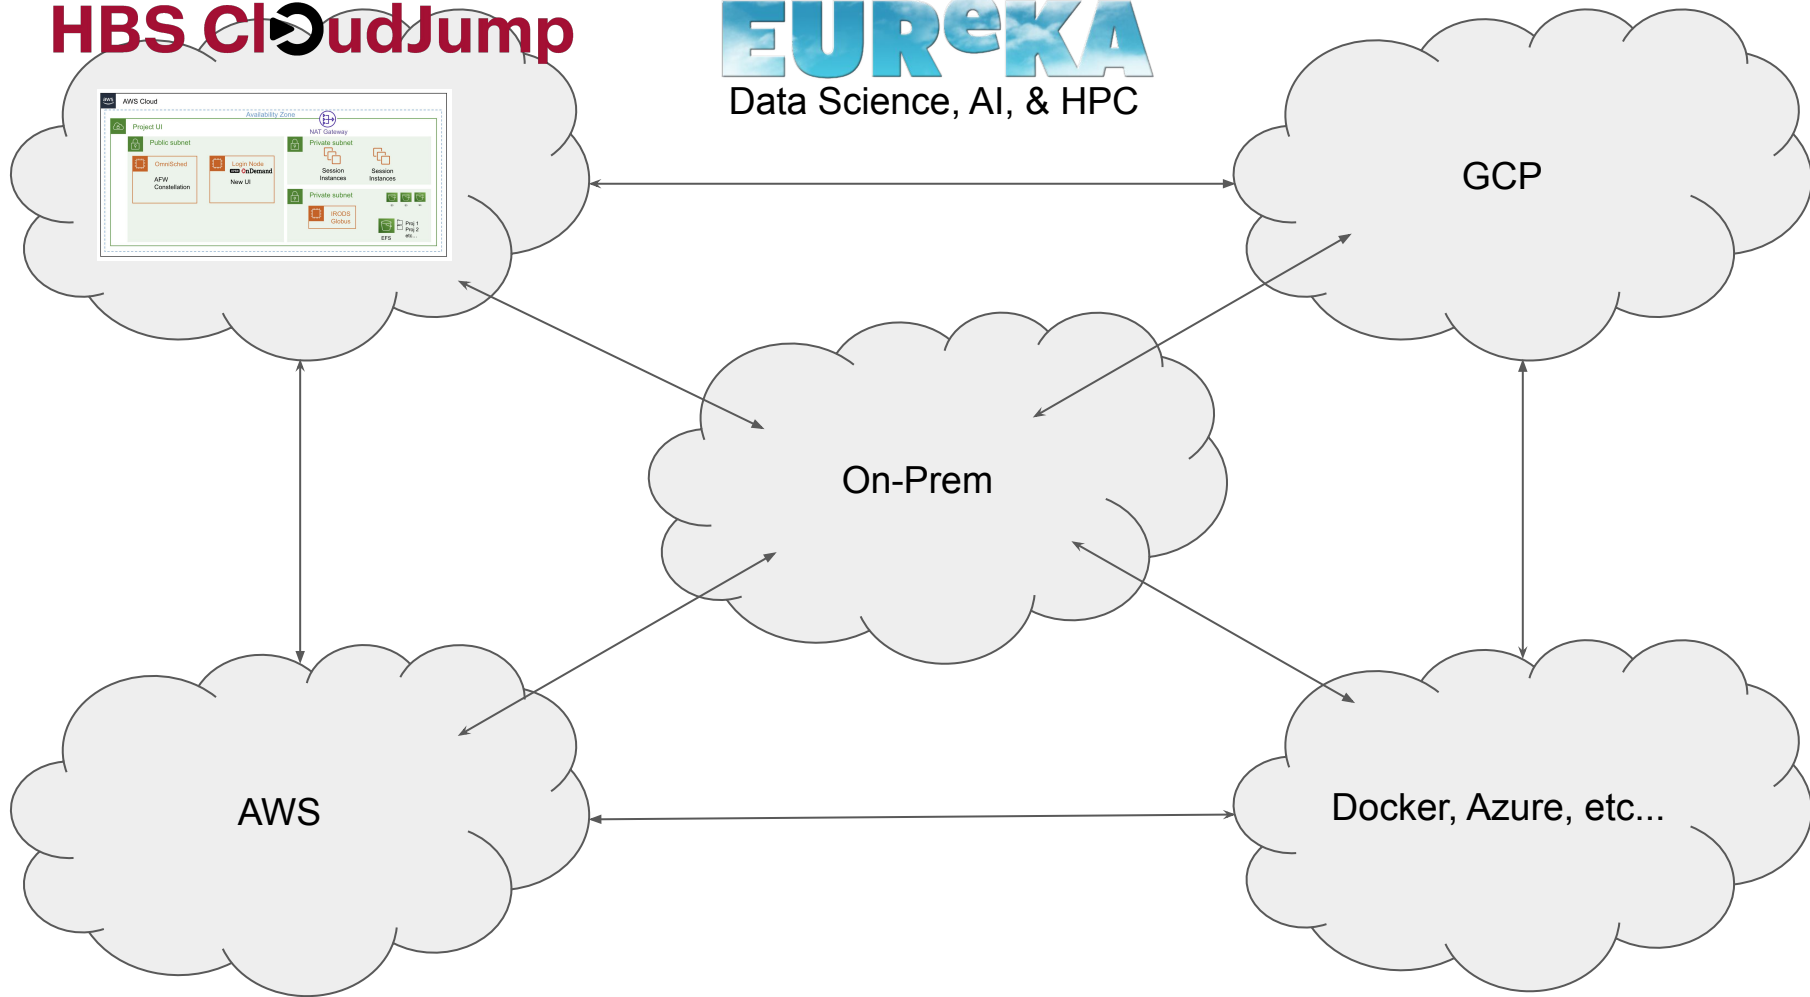 HBS CloudJump
EUReKA
Data Science, AI, & HPC
aws
AWS Cloud
Availability Zone
NAT Gateway
Project UI
Public subnet
OmniSched
AFW
Constellation
Login Node
OnDemand
New UI
Private subnet
Session
Instances
Session
Instances
Private subnet
IRODS
Globus
EFS
Proj 1
Proj 2
etc...
GCP
On-Prem
AWS
Docker, Azure, etc...